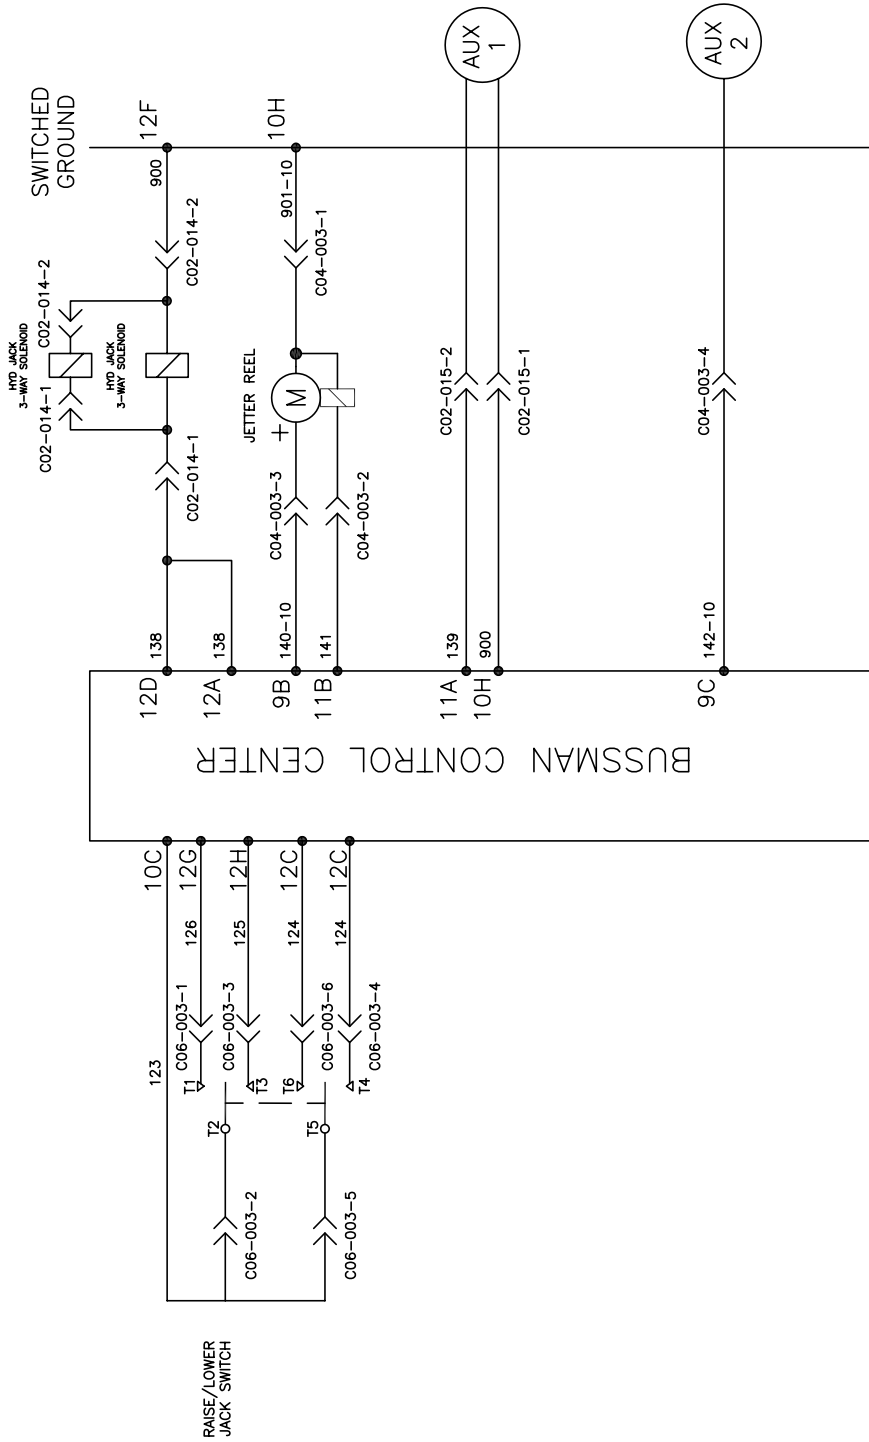 RAISE/LOWER
JACK SWITCH
C06-003-2
C06-003-5
T2
T5
T1
T3
T6
T4
123
C06-003-1
C06-003-3
C06-003-6
C06-003-4
126
125
124
124
10C
12G
12H
12C
12C
BUSSMAN CONTROL CENTER
12D
12A
9B
11B
11A
10H
9C
138
138
140-10
141
139
900
142-10
C02-014-1
C02-014-1
C04-003-3
C04-003-2
HYD JACK
3-WAY SOLENOID
HYD JACK
3-WAY SOLENOID
JETTER REEL
+
M
C02-014-2
C02-014-2
C04-003-1
C02-015-2
C02-015-1
C04-003-4
900
901-10
12F
10H
SWITCHED
GROUND
AUX
1
AUX
2